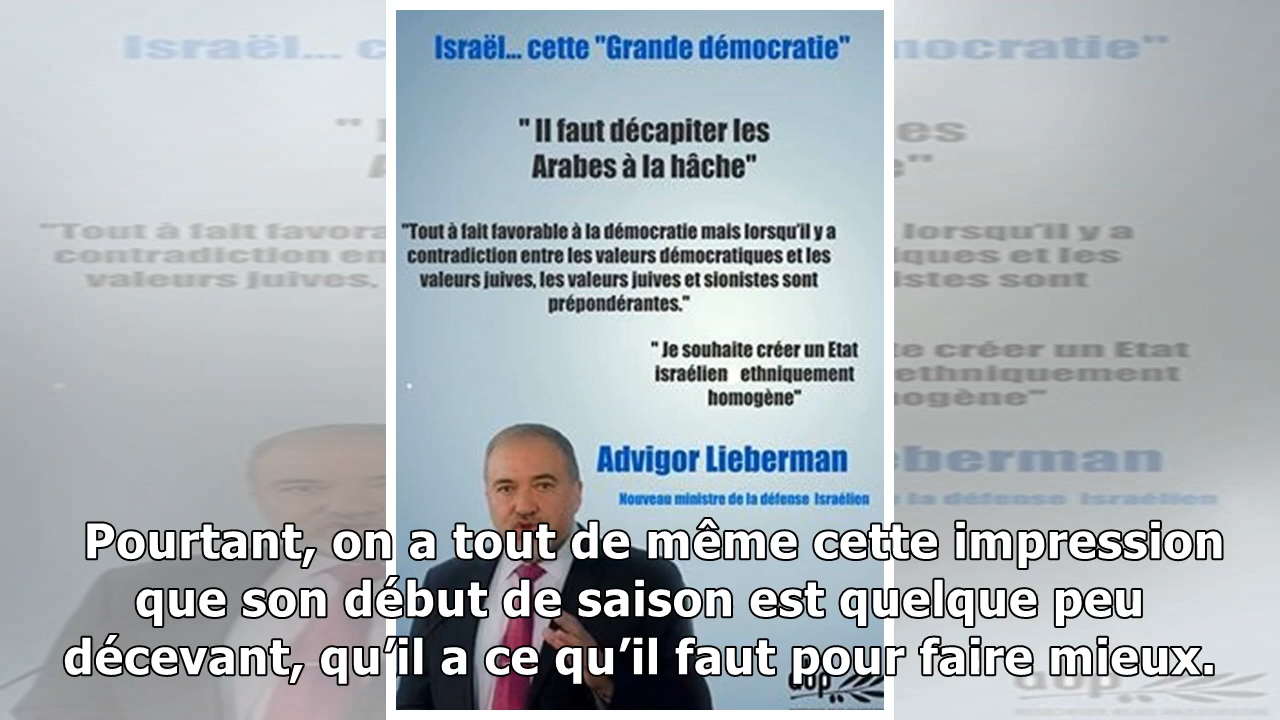 Israël... cette "Grande démocratie"
" Il faut décapiter les
Arabes à la hâche"
"Tout à fait favorable à la démocratie mais lorsqu'il y a
contradiction entre les valeurs démocratiques et les
valeurs juives, les valeurs juives et sionistes sont
prépondérantes."
" Je souhaite créer un Etat
israélien ethniquement
homogène"
Advigor Lieberman
Nouveau ministre de la défense Israélien
Pourtant, on a tout de même cette impression
que son début de saison est quelque peu
décevant, qu’il a ce qu’il faut pour faire mieux.